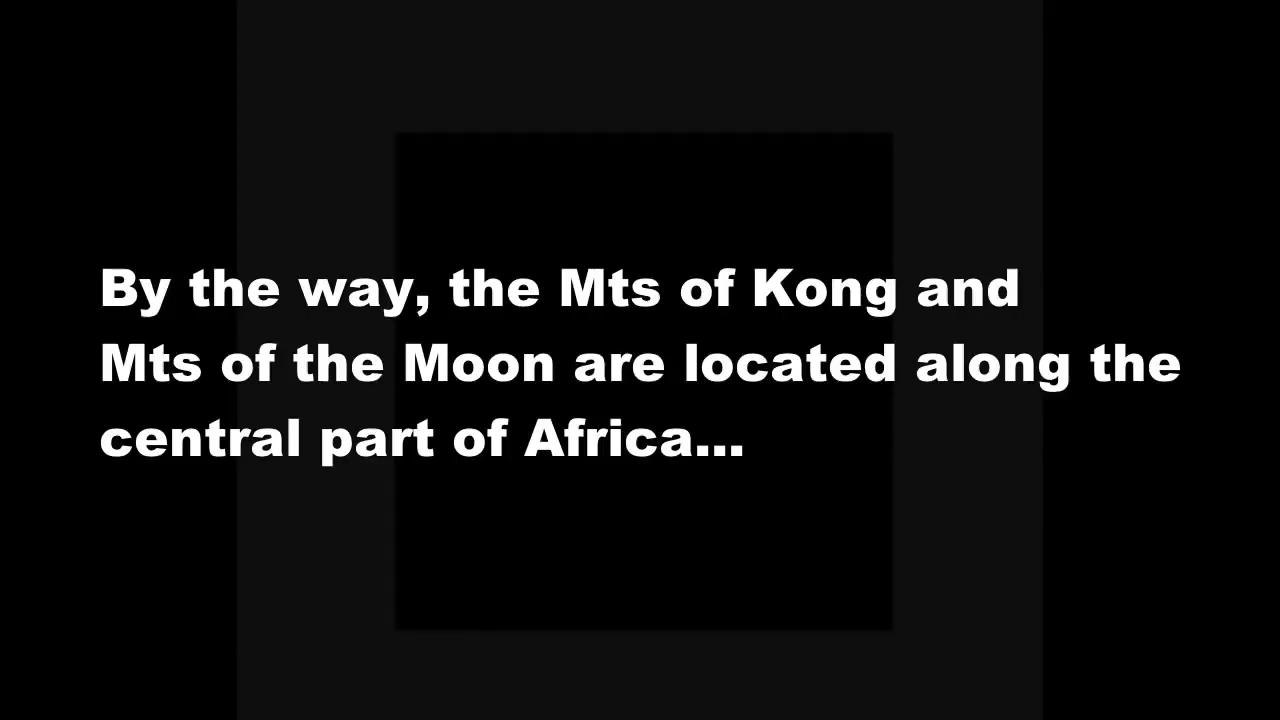 By the way, the Mts of Kong and
Mts of the Moon are located along the
central part of Africa...